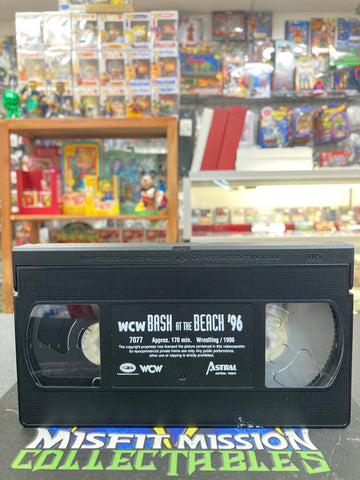 VHS
WCW BASH AT THE BEACH '96
7077 Approx. 170 min. Wrestling / 1996
The copyright proprietor has licensed the picture contained in this videocassette
for noncommercial private home use only. Any public performance,
other use or copying is strictly prohibited.
WCW
ASTRAL
ASTRAL VIDEO
MISFIT MISSION
COLLECTABLES